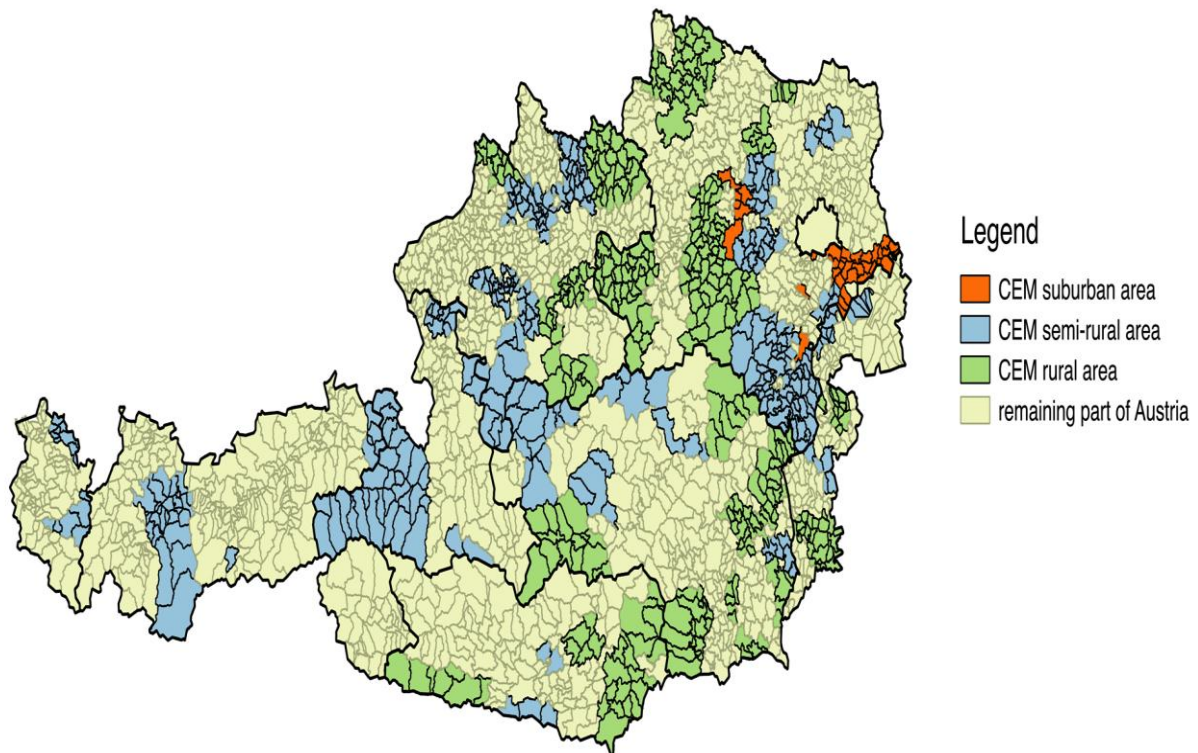 Legend
CEM suburban area
CEM semi-rural area
CEM rural area
remaining part of Austria